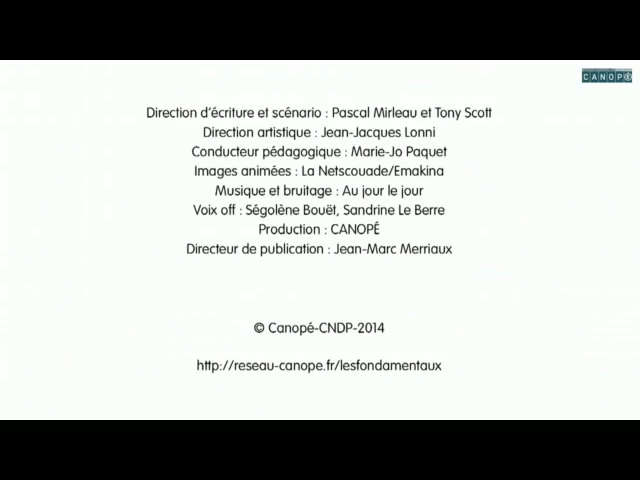 CANOPÉ
Direction d'écriture et scénario : Pascal Mirleau et Tony Scott
Direction artistique : Jean-Jacques Lonni
Conducteur pédagogique : Marie-Jo Paquet
Images animées : La Netscouade/Emakina
Musique et bruitage : Au jour le jour
Voix off : Ségolène Bouët, Sandrine Le Berre
Production : CANOPÉ
Directeur de publication : Jean-Marc Merriaux
© Canopé-CNDP-2014
http://reseau-canope.fr/lesfondamentaux